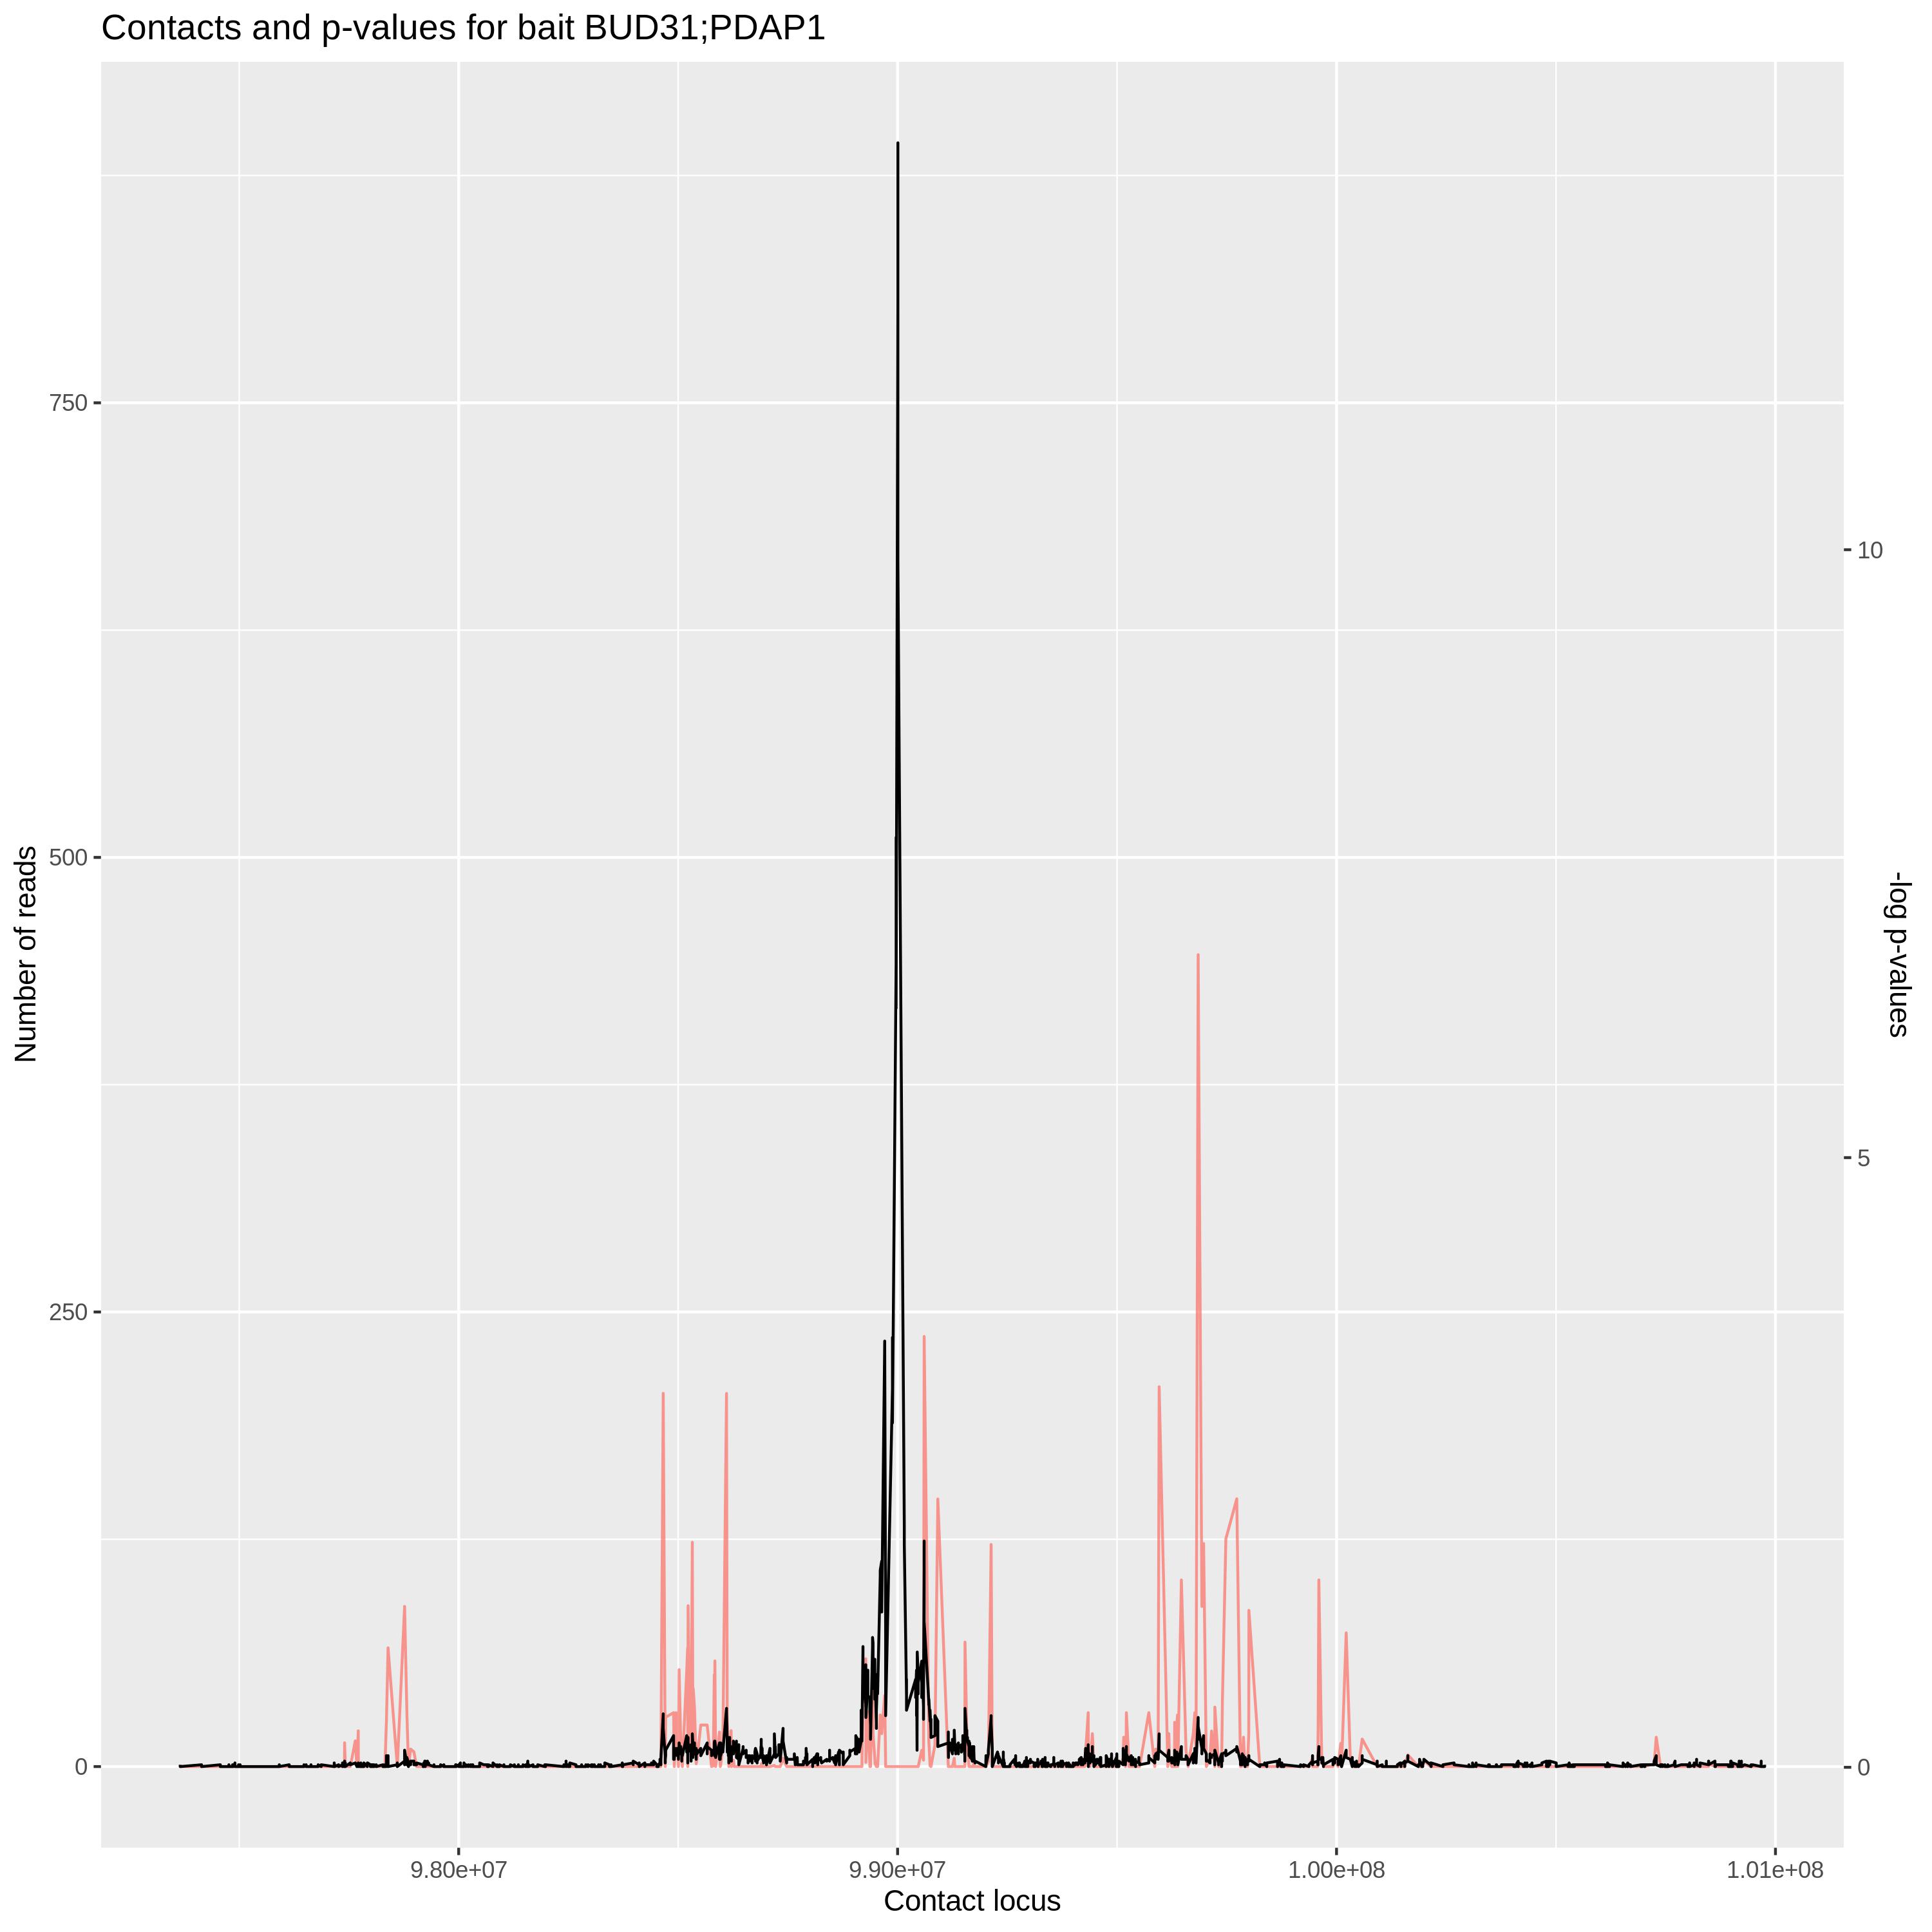 Contacts and p-values for bait BUD31;PDAP1
750
500
250
0
Number of reads
10
5
0
-log p-values
9.80e+07
9.90e+07
1.00e+08
1.01e+08
Contact locus